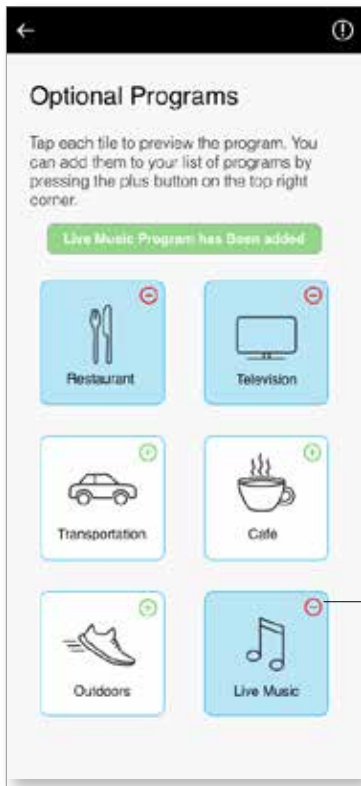 Optional Programs
Tap each tile to preview the program. You
can add them to your list of programs by
pressing the plus button on the top right
corner.
Live Music Program has Been added
Restaurant
Television
Transportation
Café
Outdoors
Live Music